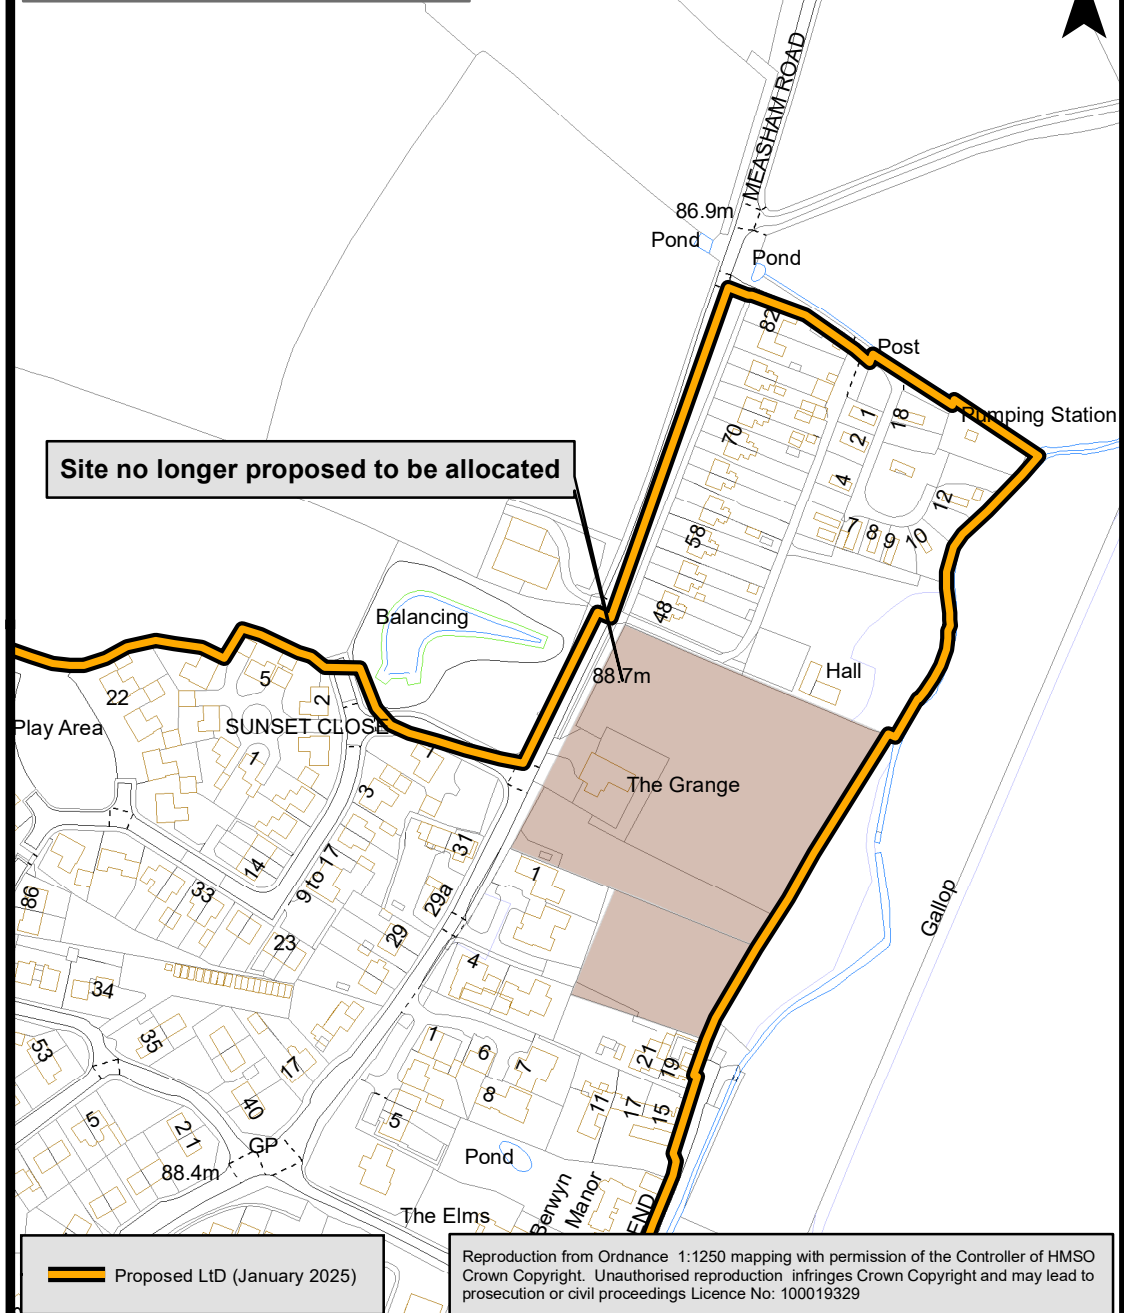 MEASHAM ROAD
86.9m
Pond
Pond
82
Post
Pumping Station
1
18
2
70
4
12
Site no longer proposed to be allocated
7
8
9
10
58
48
Balancing
88.7m
Hall
5
22
2
Play Area
SUNSET CLOSE
1
1
3
The Grange
31
14
9 to 17
1
33
29a
86
Gallop
23
29
4
34
35
53
1
6
7
21
19
17
8
11
17
15
40
5
5
2
1
GP
88.4m
Pond
Berwyn
Manor
The Elms
END
Proposed LtD (January 2025)
Reproduction from Ordnance 1:1250 mapping with permission of the Controller of HMSO
Crown Copyright. Unauthorised reproduction infringes Crown Copyright and may lead to
prosecution or civil proceedings Licence No: 100019329